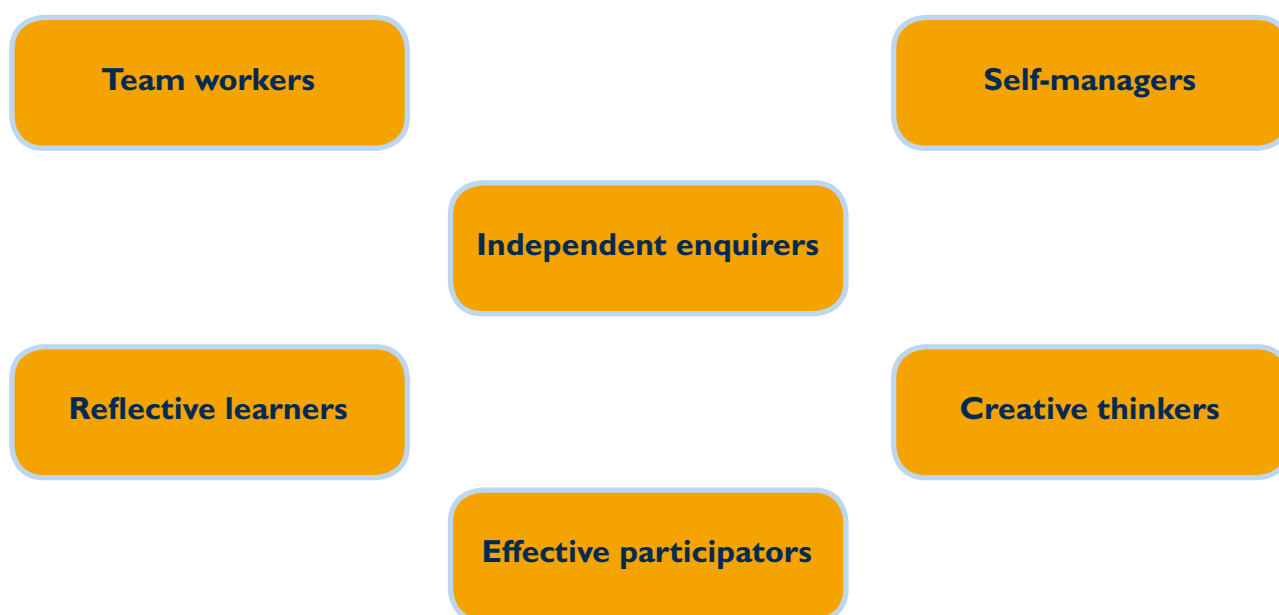 Team workers
Self-managers
Independent enquirers
Reflective learners
Creative thinkers
Effective participators